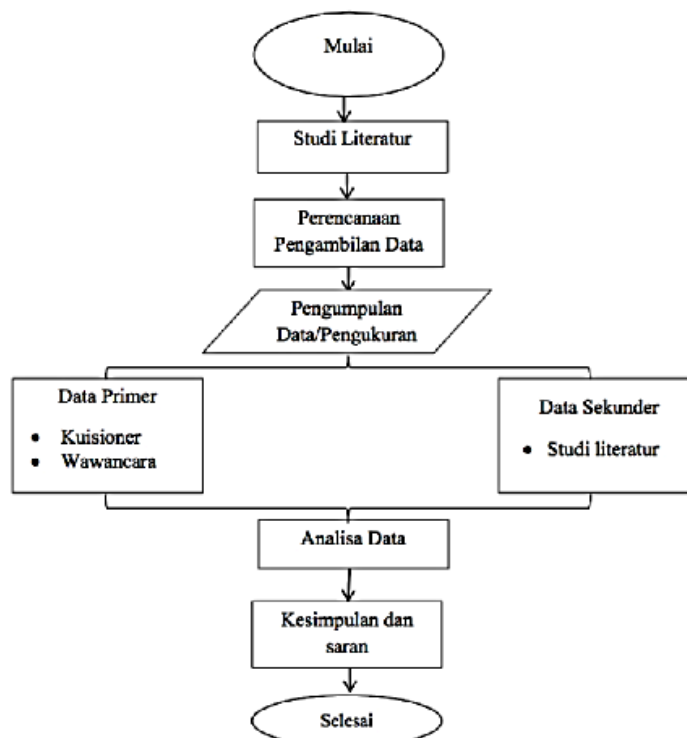 Mulai
Studi Literatur
Perencanaan
Pengambilan Data
Pengumpulan
Data/Pengukuran
Data Primer
• Kuisioner
• Wawancara
Data Sekunder
• Studi literatur
Analisa Data
Kesimpulan dan
saran
Selesai